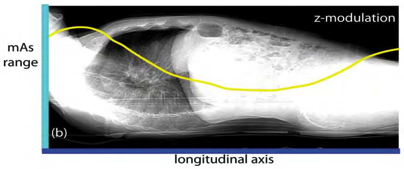 z-modulation
mAs
range
(b)
longitudinal axis